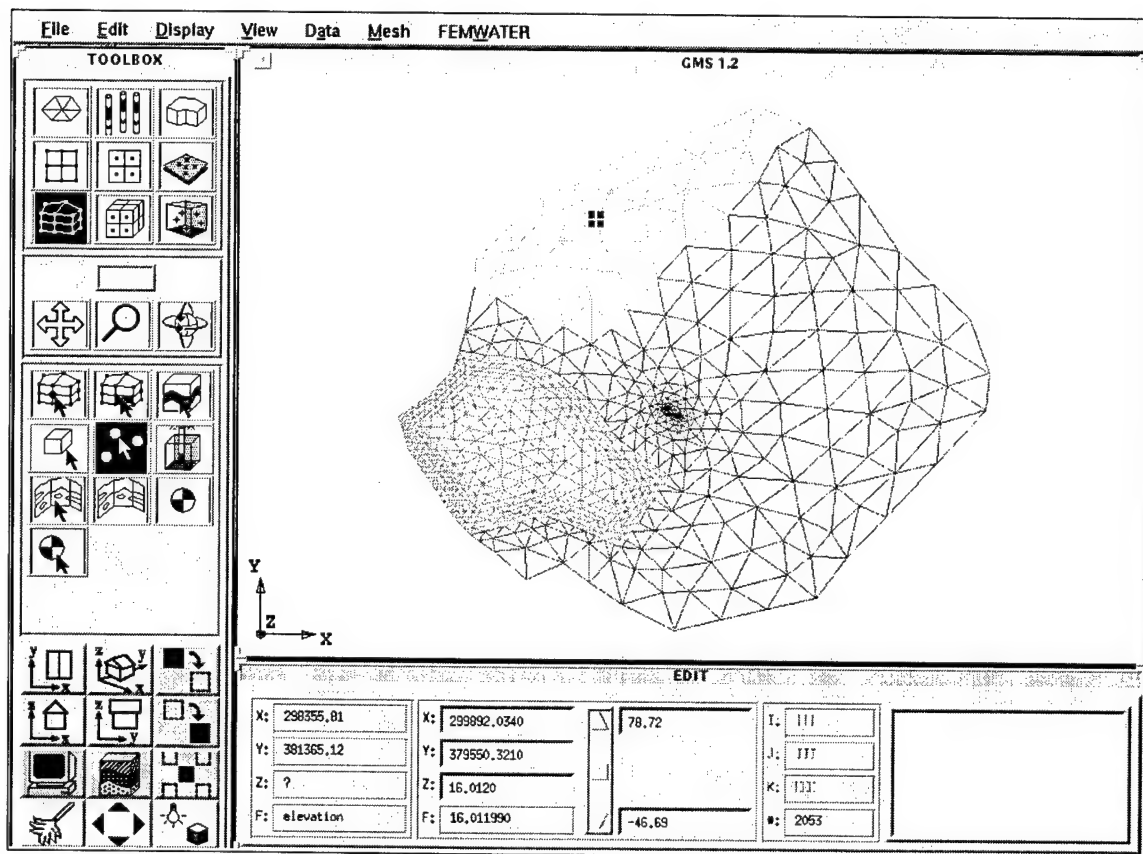 File Edit Display View Data Mesh FEMWATER
TOOLBOX
GMS 1.2
Y
Z
X
y
x
z
y
x
z
x
z
y
EDIT
X: 298355.81
Y: 381365.12
Z: ?
F: elevation
X: 299892.0340
Y: 379550.3210
Z: 16.0120
F: 16.011990
78.72
-46.69
I:
J:
K:
#: 2053